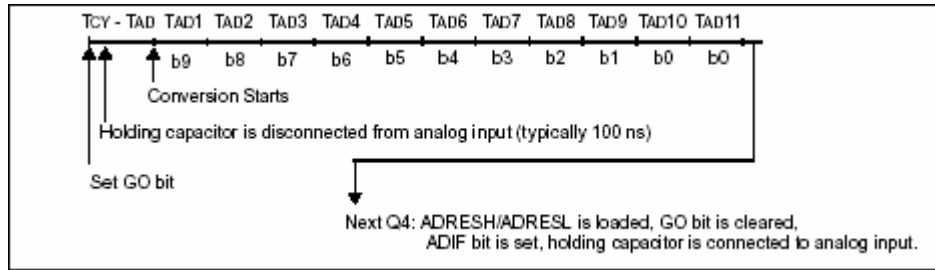 TCY - TAD TAD1 TAD2 TAD3 TAD4 TAD5 TAD6 TAD7 TAD8 TAD9 TAD10 TAD11
b9 b8 b7 b6 b5 b4 b3 b2 b1 b0 b0
Conversion Starts
Holding capacitor is disconnected from analog input (typically 100 ns)
Set GO bit
Next Q4: ADRESH/ADRESL is loaded, GO bit is cleared,
ADIF bit is set, holding capacitor is connected to analog input.